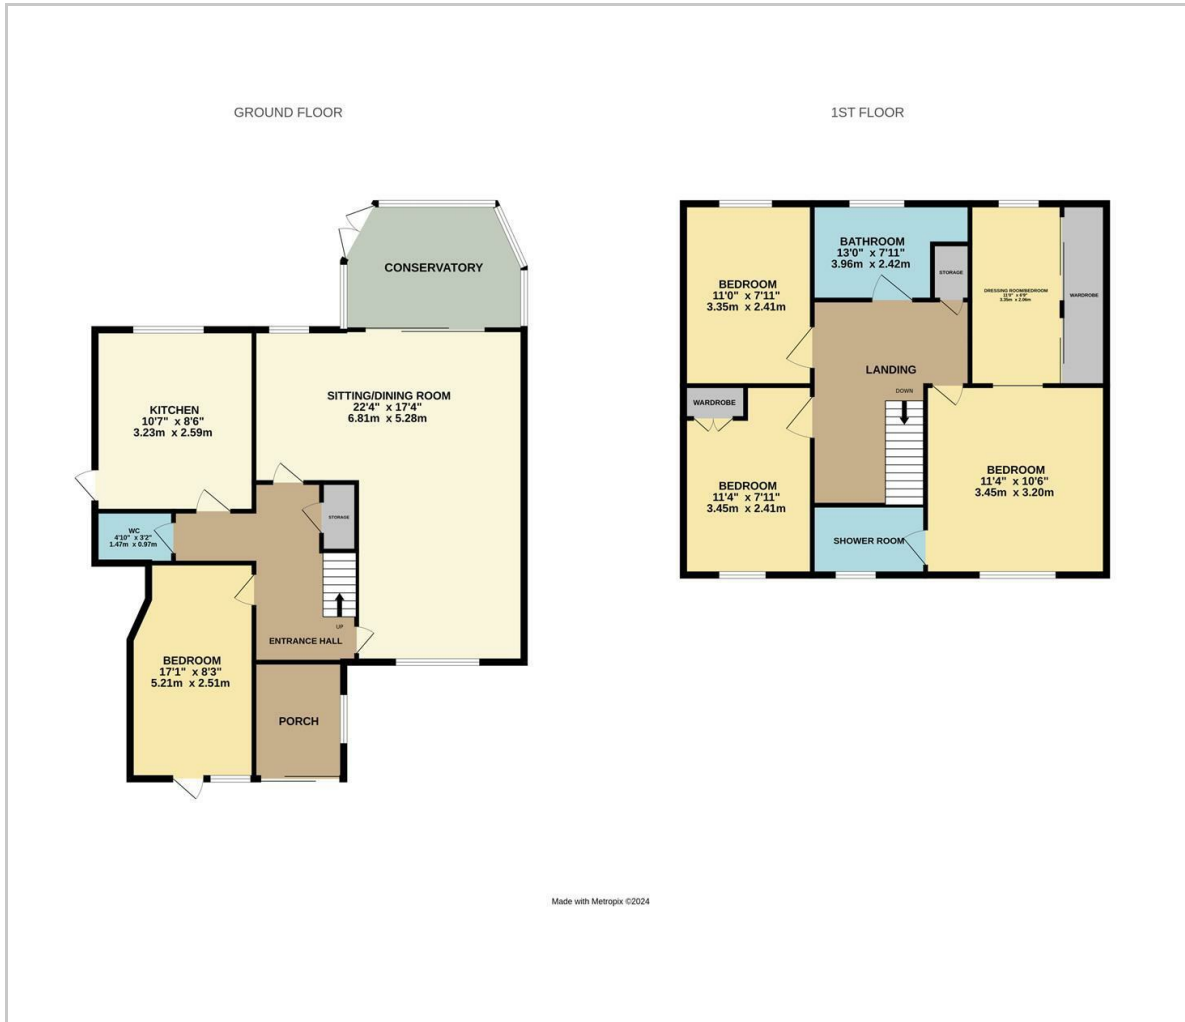 GROUND FLOOR
CONSERVATORY
SITTING/DINING ROOM
22'4" x 17'4"
6.81m x 5.28m
KITCHEN
10'7" x 8'6"
3.23m x 2.59m
STORAGE
WC
4'10" x 3'2"
1.47m x 0.97m
UP
ENTRANCE HALL
BEDROOM
17'1" x 8'3"
5.21m x 2.51m
PORCH
1ST FLOOR
BATHROOM
13'0" x 7'11"
3.96m x 2.42m
STORAGE
BEDROOM
11'0" x 7'11"
3.35m x 2.41m
DRESSING ROOM/BEDROOM
WARDROBE
LANDING
DOWN
WARDROBE
BEDROOM
11'4" x 7'11"
3.45m x 2.41m
BEDROOM
11'4" x 10'6"
3.45m x 3.20m
SHOWER ROOM
Made with Metropix ©2024